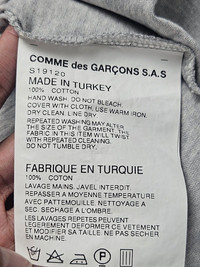 COMME des GARÇONS S.A.S
S19120
MADE IN TURKEY
100% COTTON
HAND WASH. DO NOT BLEACH.
COVER WITH CLOTH, USE WARM IRON.
DRY CLEAN. LINE DRY
REPEATED WASHING MAY ALTER
THE SIZE OF THE GARMENT. THE
FABRIC IN THIS ITEM WILL TWIST
WITH REPEATED CLEANING.
DO NOT TUMBLE DRY.
FABRIQUE EN TURQUIE
100% COTON
LAVAGE MAINS. JAVEL INTERDIT.
REPASSER A MOYENNE TEMPERATURE
AVEC PATTEMOUILLE. NETTOYAGE A
SEC. SECHAGE SUR FIL
LES LAVAGES REPETES PEUVENT
LEGEREMENT DEFORMER CE VETEMENT
ET MODIFIER SA TAILLE. NE PAS SECHER
EN MACHINE.